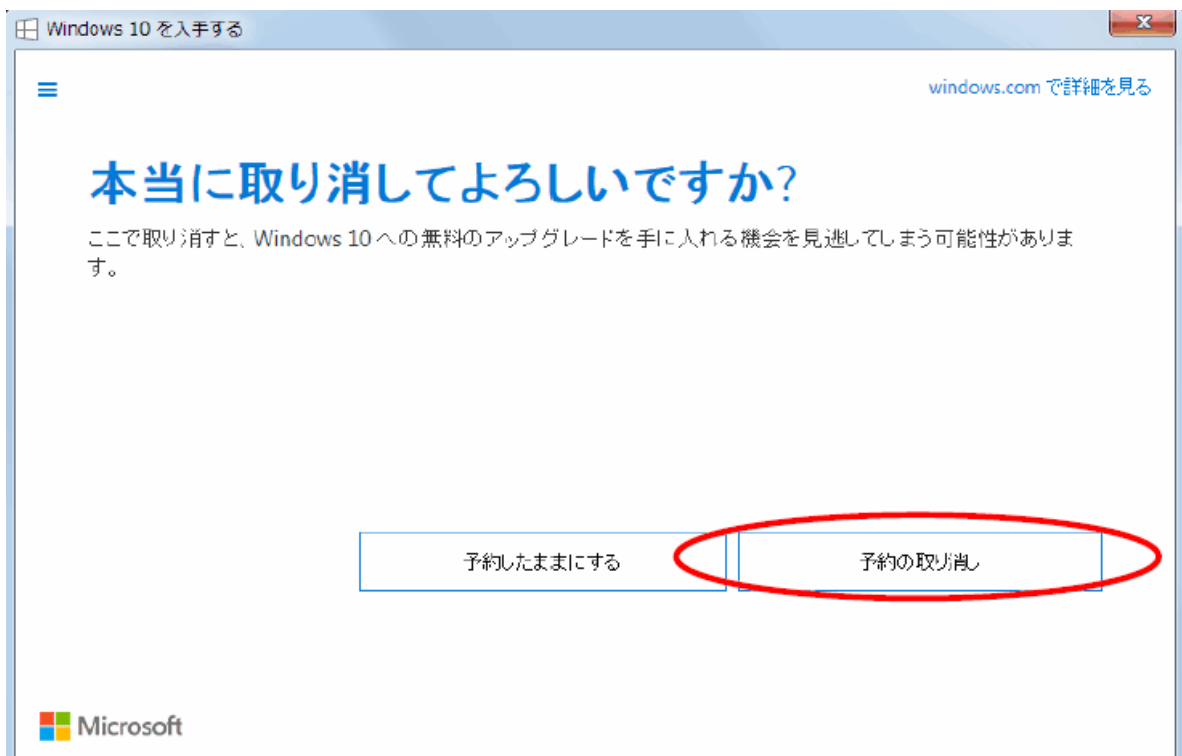 Windows 10 を入手する
windows.com で詳細を見る
本当に取り消してよろしいですか?
ここで取り消すと、Windows 10 への無料のアップグレードを手に入れる機会を見逃してしまう可能性がありま
す。
予約したままにする
予約の取り消し
Microsoft